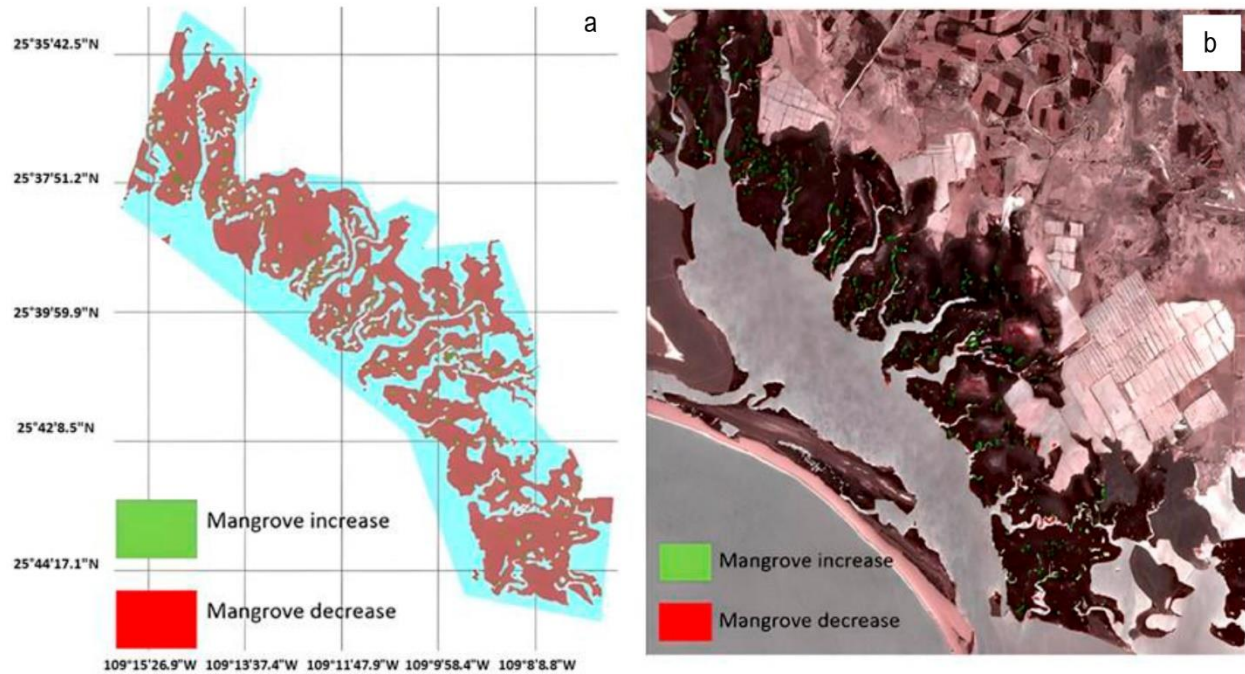 a
b
25°35'42.5"N
25°37'51.2"N
25°39'59.9"N
25°42'8.5"N
25°44'17.1"N
Mangrove increase
Mangrove decrease
109°15'26.9"W 109°13'37.4"W 109°11'47.9"W 109°9'58.4"W 109°8'8.8"W
Mangrove increase
Mangrove decrease